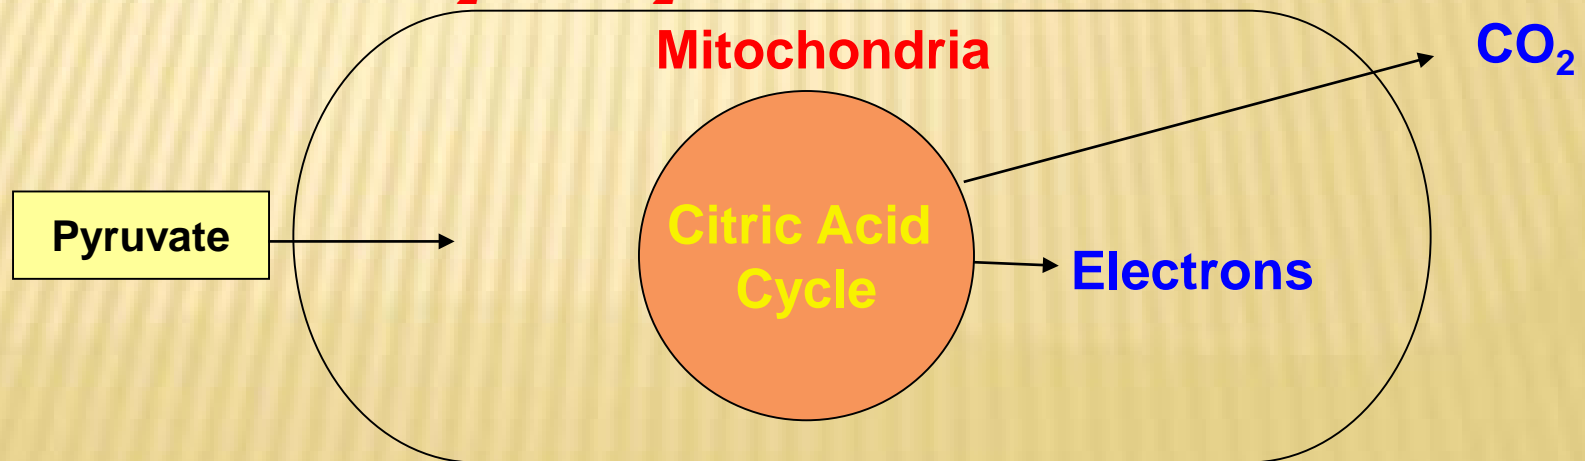 Mitochondria
CO₂
Pyruvate
Citric Acid
Cycle
Electrons